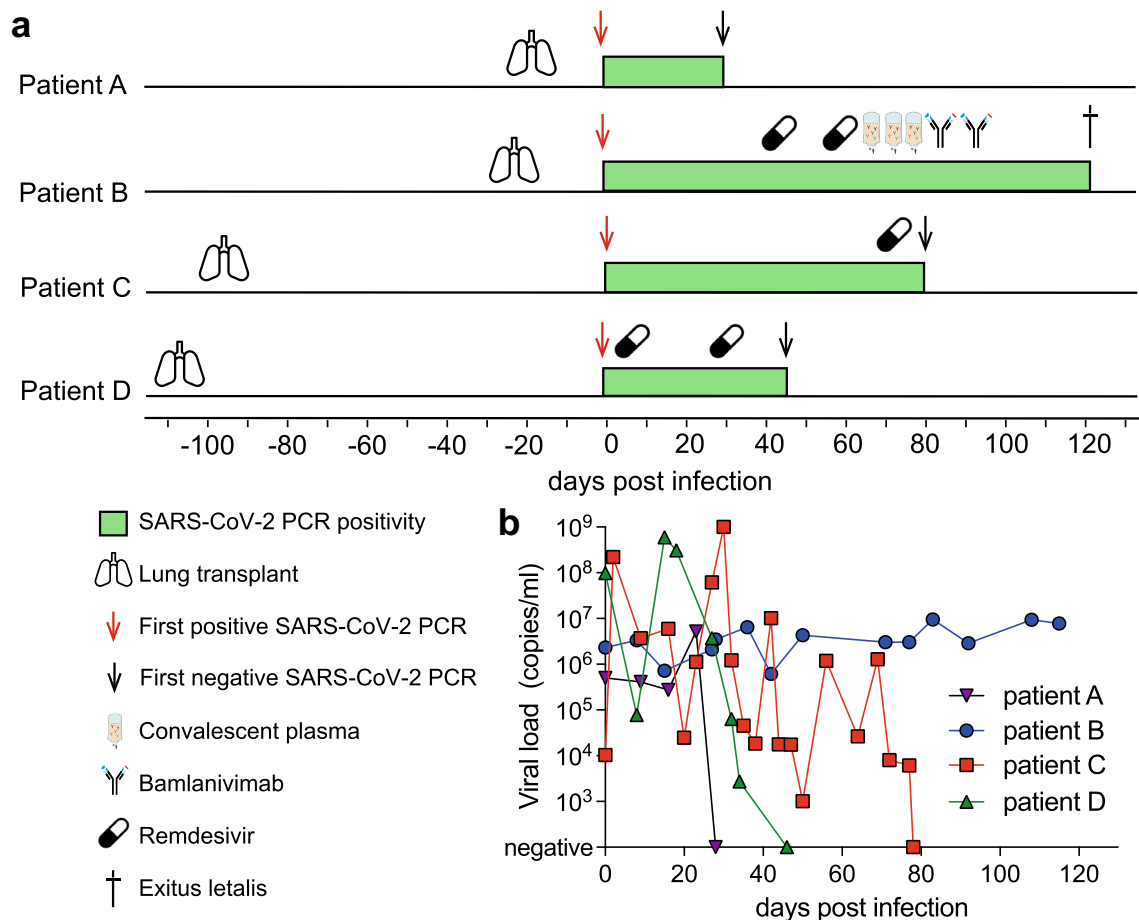 a
Patient A
Patient B
Patient C
Patient D
-100 -80 -60 -40 -20 0 20 40 60 80 100 120
days post infection
SARS-CoV-2 PCR positivity
Lung transplant
First positive SARS-CoV-2 PCR
First negative SARS-CoV-2 PCR
Convalescent plasma
Bamlanivimab
Remdesivir
Exitus letalis
b
Viral load (copies/ml)
10⁹
10⁸
10⁷
10⁶
10⁵
10⁴
10³
negative
patient A
patient B
patient C
patient D
0 20 40 60 80 100 120
days post infection